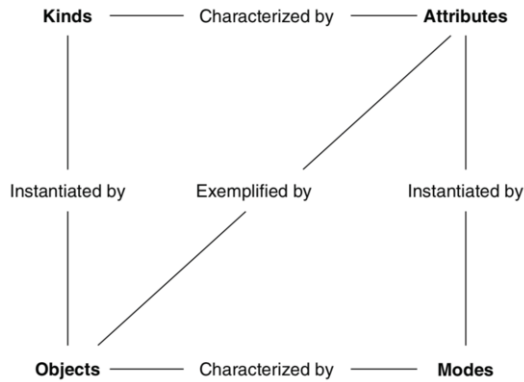 Kinds Characterized by Attributes
Instantiated by Exemplified by Instantiated by
Objects Characterized by Modes